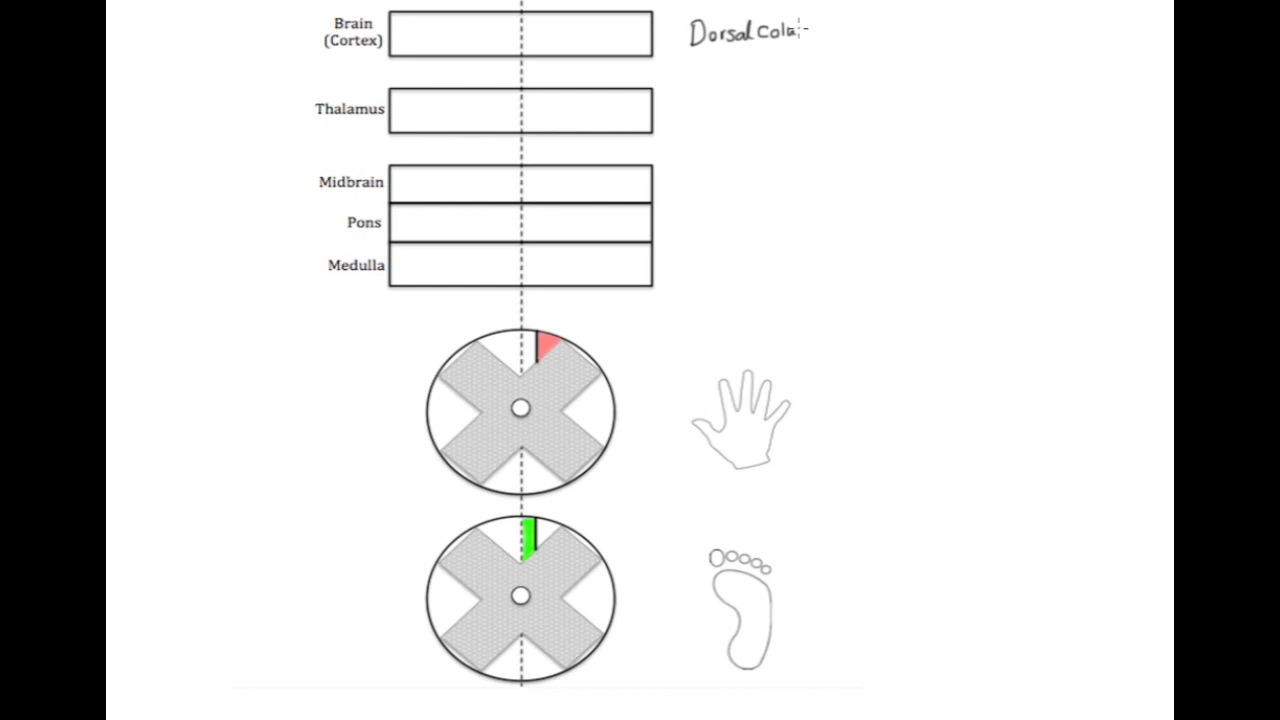 Brain
(Cortex)
Dorsal Colu
Thalamus
Midbrain
Pons
Medulla